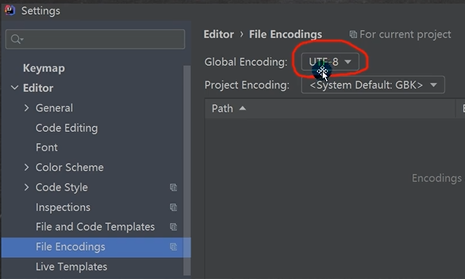 Settings
Editor › File Encodings For current project
Keymap
Editor
General
Code Editing
Font
Color Scheme
Code Style
Inspections
File and Code Templates
File Encodings
Live Templates
Global Encoding: UTF-8
Project Encoding: <System Default: GBK>
Path
Encodings